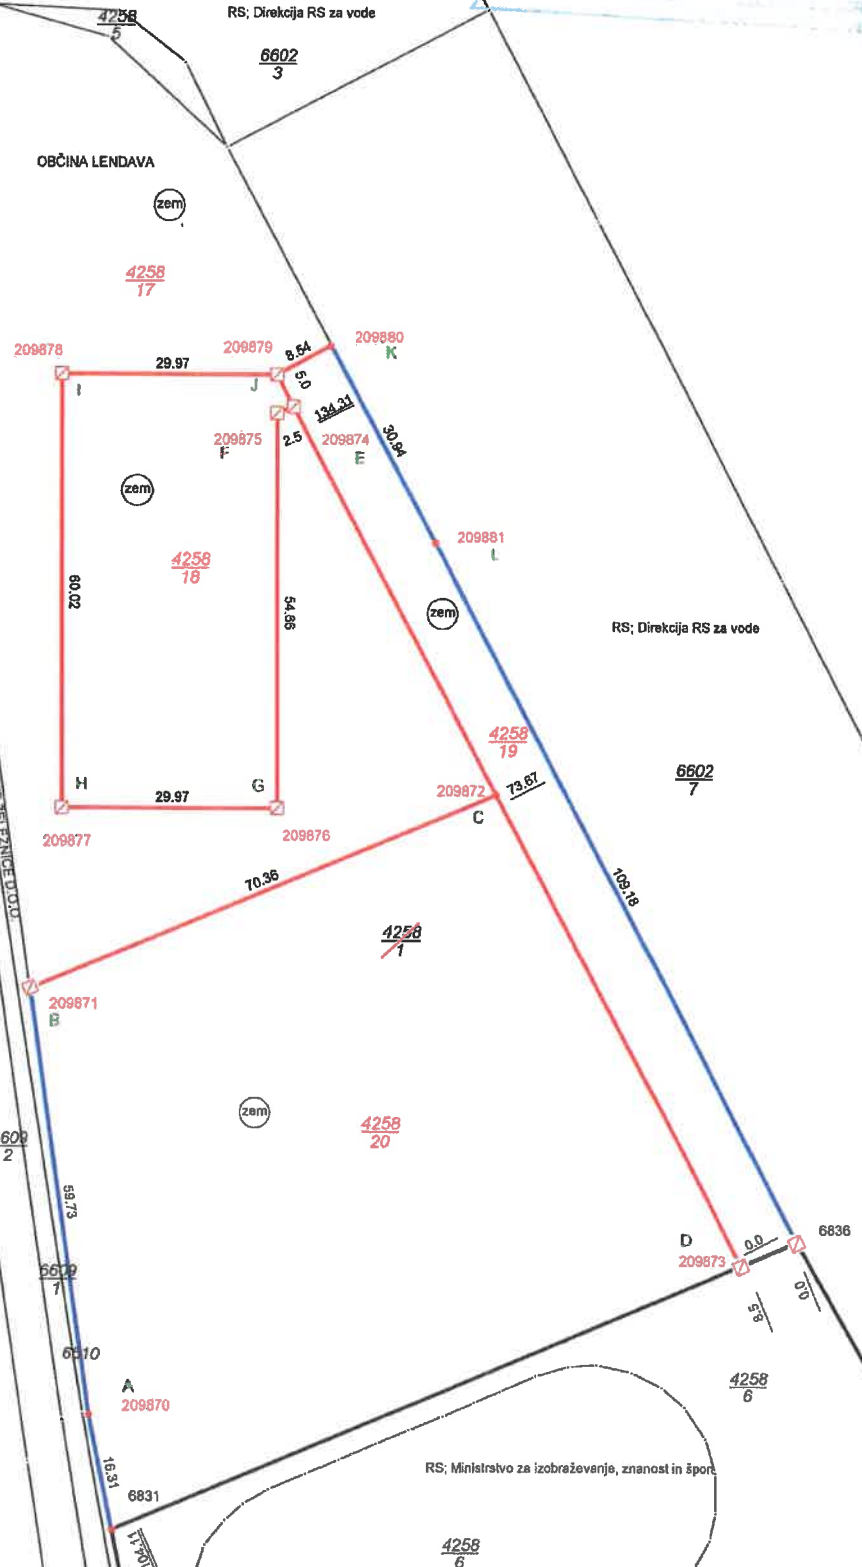 4258
5
RS; Direkcija RS za vode
6602
3
OBČINA LENDAVA
zem
4258
17
209878
29.97
209879
8.54
209880
K
I
J
5.0
134.31
209875
2.5
209874
F
E
30.94
zem
4258
18
209881
L
60.02
54.86
zem
RS; Direkcija RS za vode
4258
19
6602
7
H
G
29.97
209872
73.67
C
209877
209876
ŽELEZNICE D.O.O.
70.36
109.18
4258
1
209871
B
zem
4258
20
609
2
59.73
6609
1
D
209873
0.0
6836
0.0
8.5
6610
A
209870
4258
6
16.31
6831
RS; Ministrstvo za izobraževanje, znanost in šport
104.11
4258
6